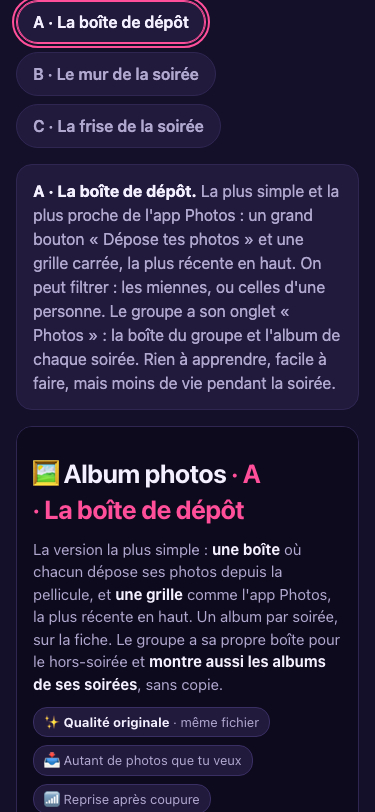 A · La boîte de dépôt
B · Le mur de la soirée
C · La frise de la soirée
A · La boîte de dépôt. La plus simple et la
plus proche de l'app Photos : un grand
bouton « Dépose tes photos » et une
grille carrée, la plus récente en haut. On
peut filtrer : les miennes, ou celles d'une
personne. Le groupe a son onglet «
Photos » : la boîte du groupe et l'album de
chaque soirée. Rien à apprendre, facile à
faire, mais moins de vie pendant la soirée.
🖼️ Album photos · A
· La boîte de dépôt
La version la plus simple : une boîte où
chacun dépose ses photos depuis la
pellicule, et une grille comme l'app Photos,
la plus récente en haut. Un album par soirée,
sur la fiche. Le groupe a sa propre boîte pour
le hors-soirée et montre aussi les albums
de ses soirées, sans copie.
✨ Qualité originale · même fichier
📥 Autant de photos que tu veux
📶 Reprise après coupure